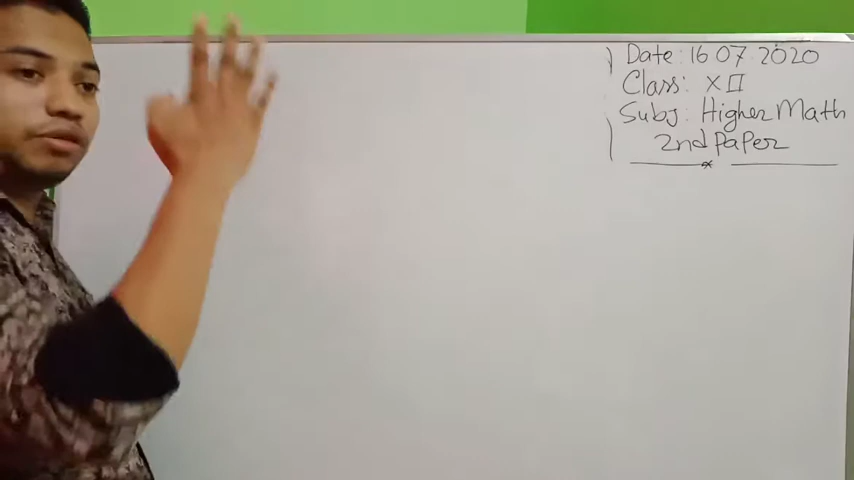 Date: 16.07.2020
Class: XII
Subj: Higher Math
2nd Paper